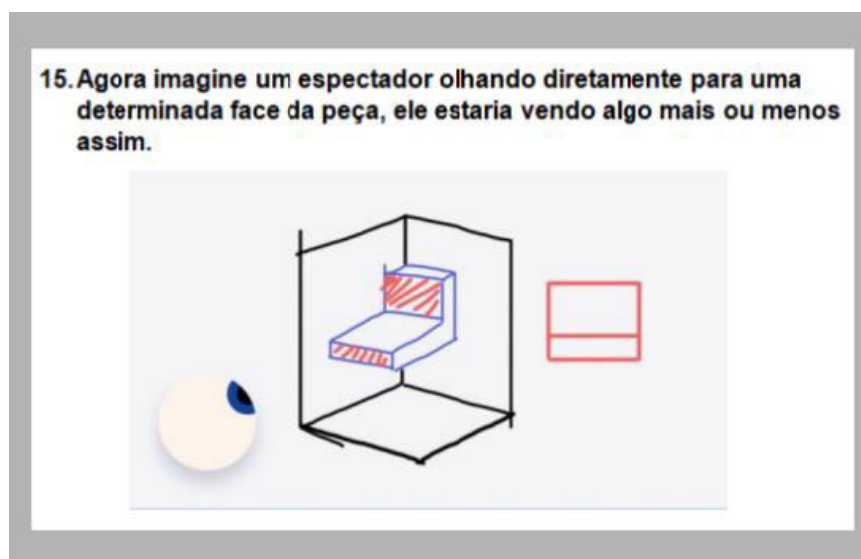 15. Agora imagine um espectador olhando diretamente para uma
determinada face da peça, ele estaria vendo algo mais ou menos
assim.